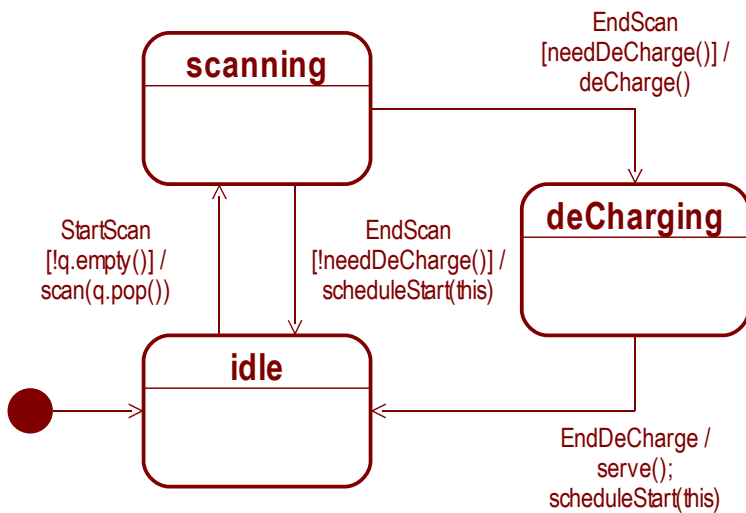 EndScan
[needDeCharge()] /
deCharge()
scanning
deCharging
StartScan
[!q.empty()] /
scan(q.pop())
EndScan
[!needDeCharge()] /
scheduleStart(this)
idle
EndDeCharge /
serve();
scheduleStart(this)